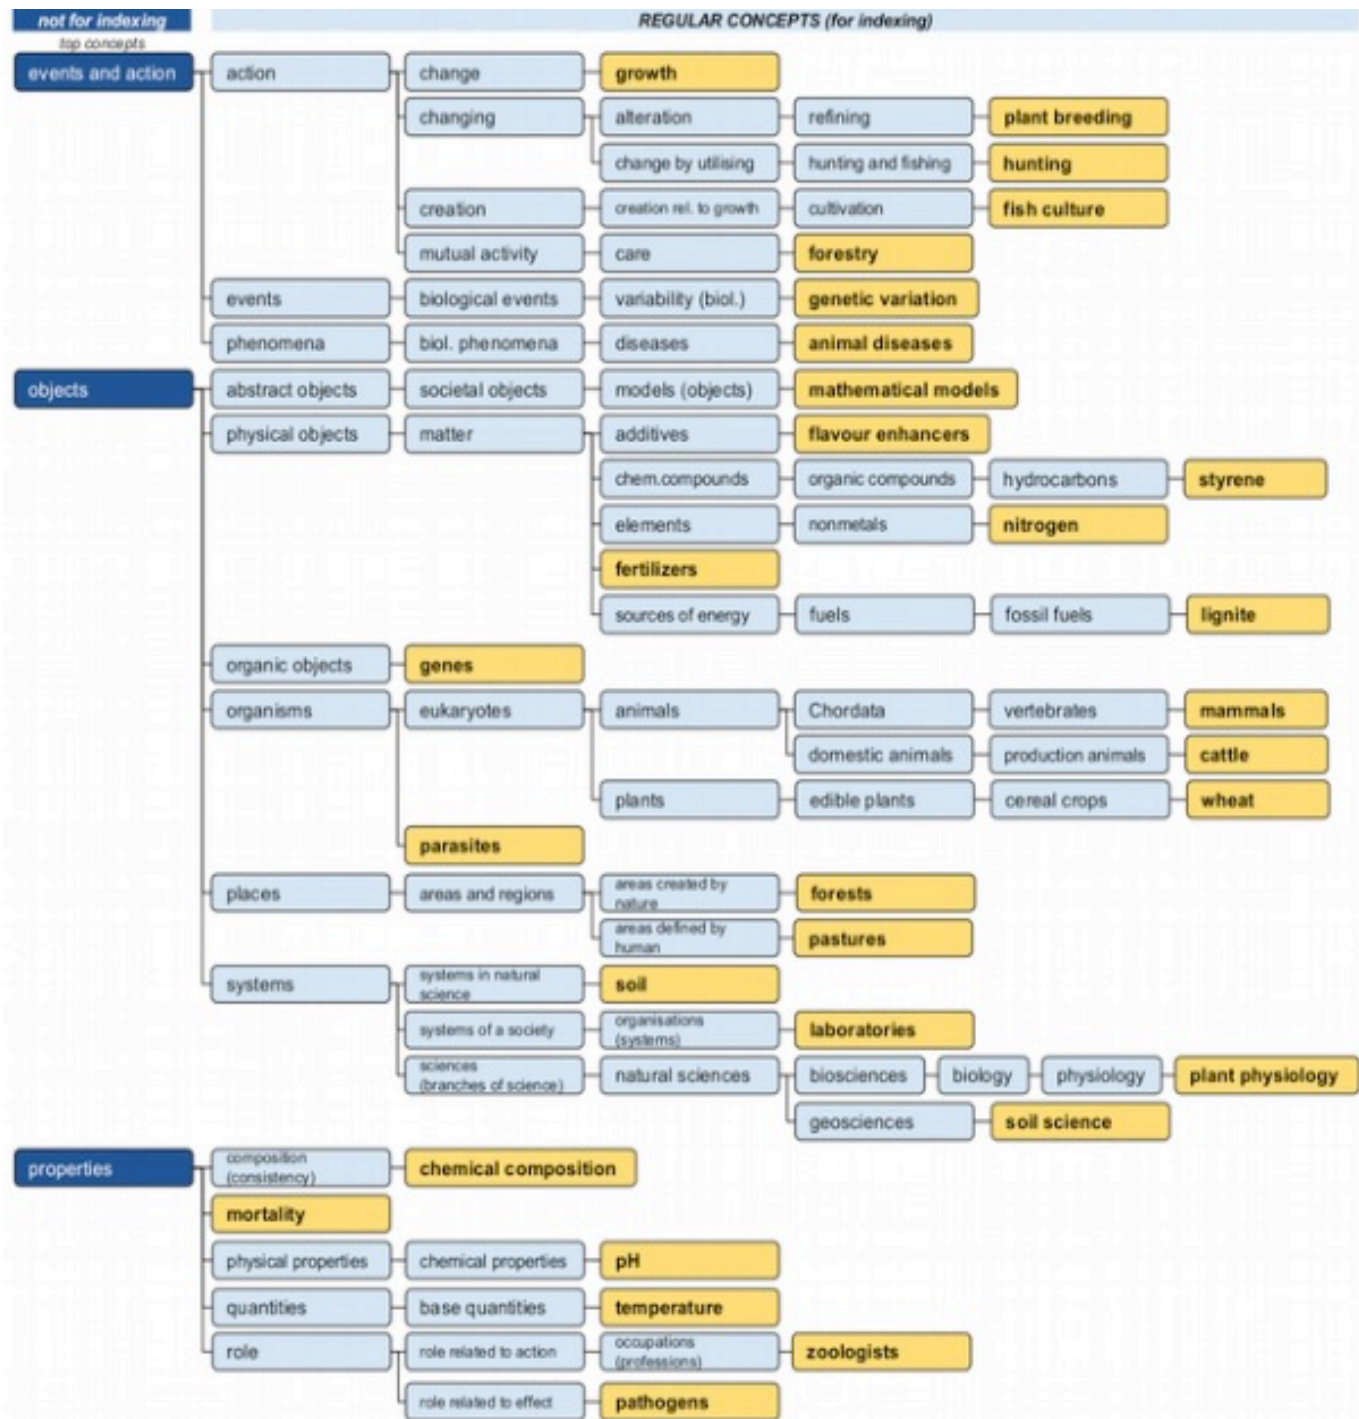 not for indexing
REGULAR CONCEPTS (for indexing)
top concepts
events and action
action
change
growth
changing
alteration
refining
plant breeding
change by utilising
hunting and fishing
hunting
creation
creation rel. to growth
cultivation
fish culture
mutual activity
care
forestry
events
biological events
variability (biol.)
genetic variation
phenomena
biol. phenomena
diseases
animal diseases
objects
abstract objects
societal objects
models (objects)
mathematical models
physical objects
matter
additives
flavour enhancers
chem.compounds
organic compounds
hydrocarbons
styrene
elements
nonmetals
nitrogen
fertilizers
sources of energy
fuels
fossil fuels
lignite
organic objects
genes
organisms
eukaryotes
animals
Chordata
vertebrates
mammals
domestic animals
production animals
cattle
plants
edible plants
cereal crops
wheat
parasites
places
areas and regions
areas created by
nature
forests
areas defined by
human
pastures
systems
systems in natural
science
soil
systems of a society
organisations
(systems)
laboratories
sciences
(branches of science)
natural sciences
biosciences
biology
physiology
plant physiology
geosciences
soil science
properties
composition
(consistency)
chemical composition
mortality
physical properties
chemical properties
pH
quantities
base quantities
temperature
role
role related to action
occupations
(professions)
zoologists
role related to effect
pathogens